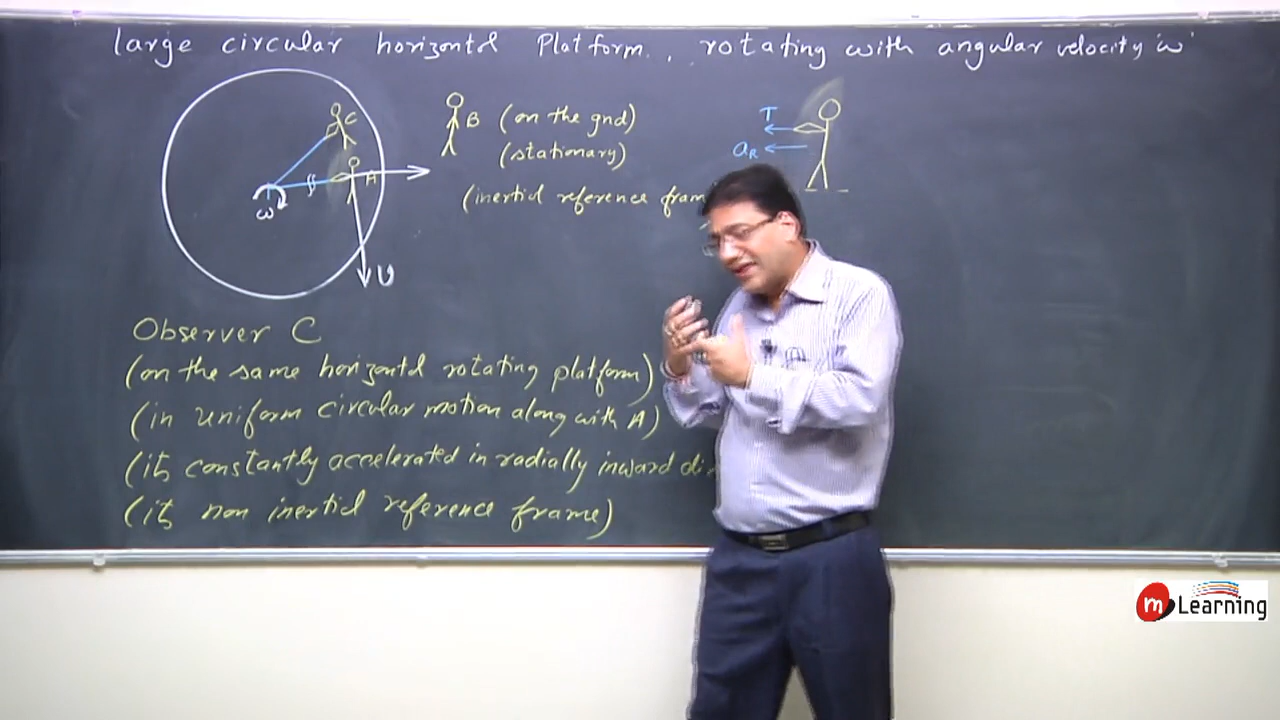 large circular horizontal Platform, rotating with angular velocity 'ω'
C
B (on the gnd)
(stationary)
(inertial reference fram
A
ω
υ
T
aR
Observer C
(on the same horizontal rotating platform)
(in uniform circular motion along with A)
(its constantly accelerated in radially inward di
(its non inertial reference frame)
m Learning